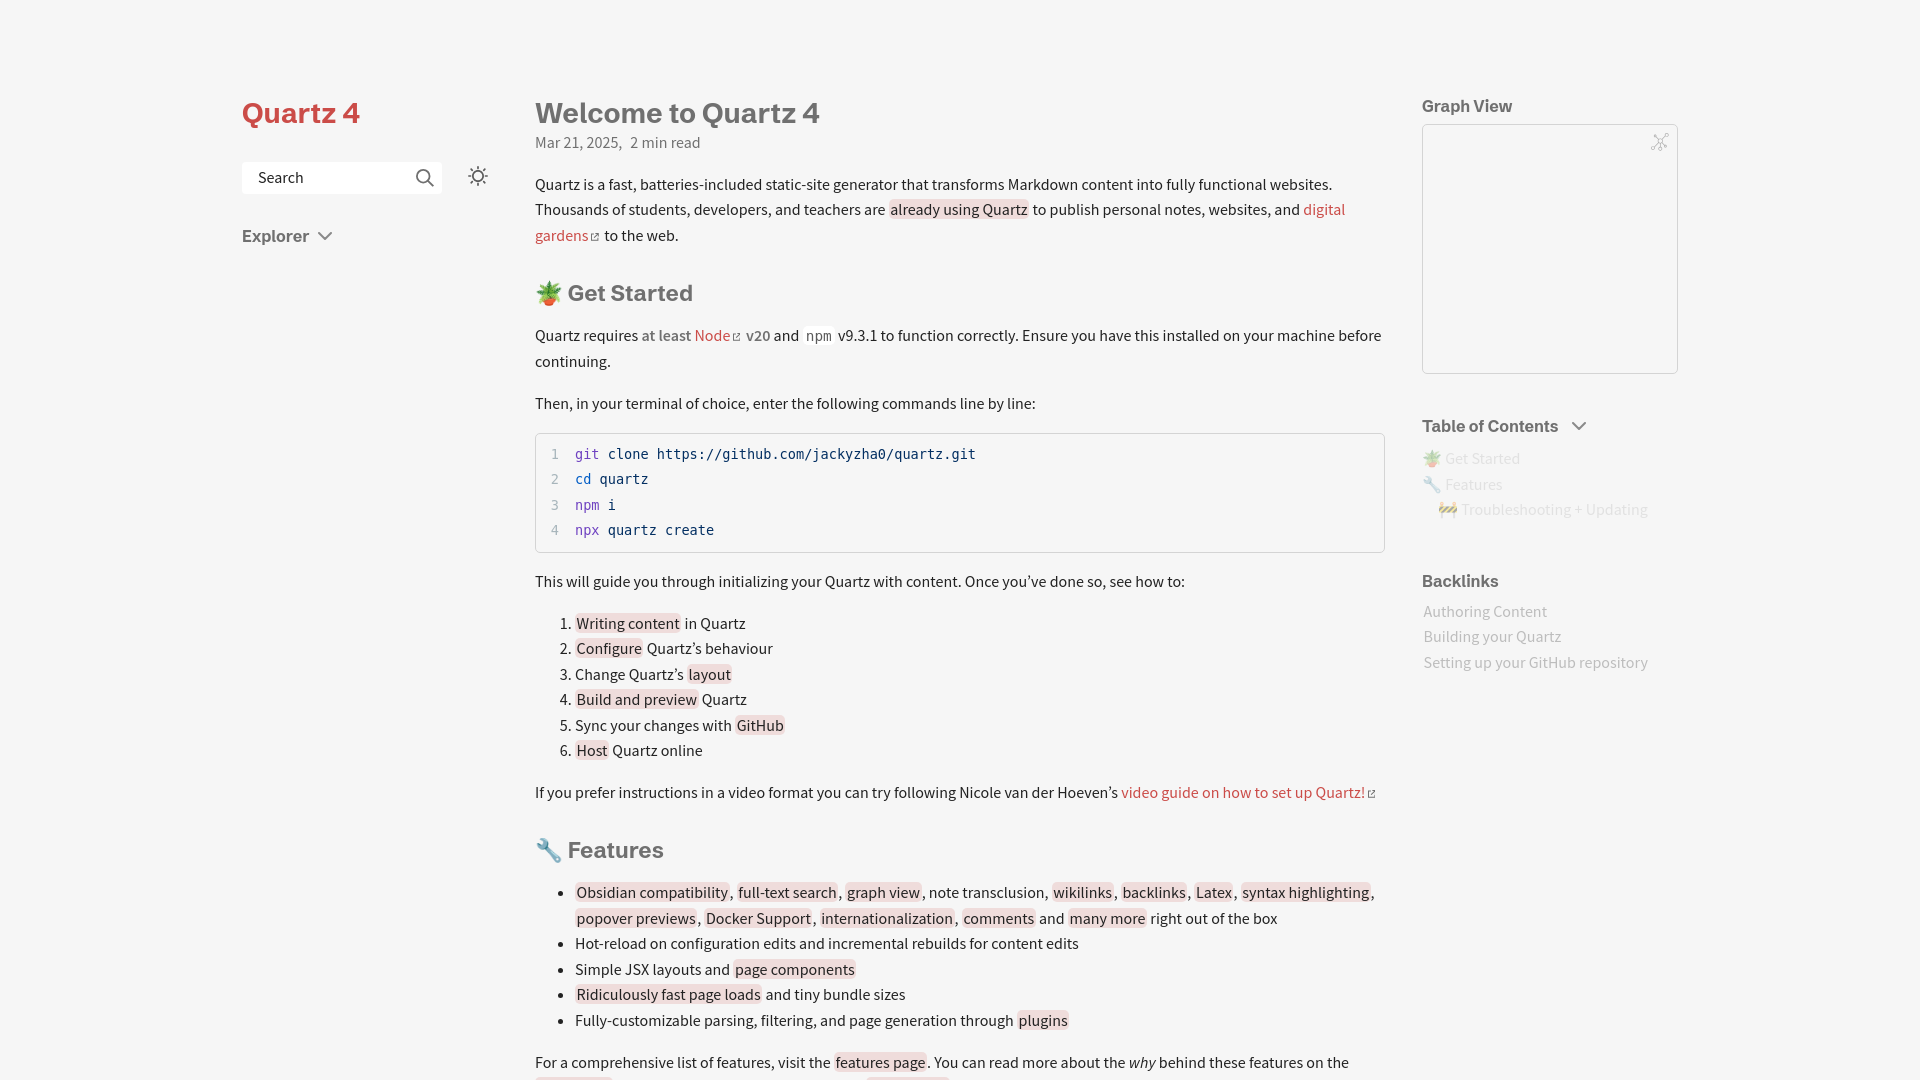 Quartz 4
Search
Explorer
Welcome to Quartz 4
Mar 21, 2025, 2 min read
Quartz is a fast, batteries-included static-site generator that transforms Markdown content into fully functional websites.
Thousands of students, developers, and teachers are already using Quartz to publish personal notes, websites, and digital
gardens to the web.
🪴 Get Started
Quartz requires at least Node v20 and npm v9.3.1 to function correctly. Ensure you have this installed on your machine before
continuing.
Then, in your terminal of choice, enter the following commands line by line:
1 git clone https://github.com/jackyzha0/quartz.git
2 cd quartz
3 npm i
4 npx quartz create
This will guide you through initializing your Quartz with content. Once you’ve done so, see how to:
1. Writing content in Quartz
2. Configure Quartz’s behaviour
3. Change Quartz’s layout
4. Build and preview Quartz
5. Sync your changes with GitHub
6. Host Quartz online
If you prefer instructions in a video format you can try following Nicole van der Hoeven’s video guide on how to set up Quartz!
🔧 Features
• Obsidian compatibility, full-text search, graph view, note transclusion, wikilinks, backlinks, Latex, syntax highlighting,
popover previews, Docker Support, internationalization, comments and many more right out of the box
• Hot-reload on configuration edits and incremental rebuilds for content edits
• Simple JSX layouts and page components
• Ridiculously fast page loads and tiny bundle sizes
• Fully-customizable parsing, filtering, and page generation through plugins
For a comprehensive list of features, visit the features page. You can read more about the why behind these features on the
Graph View
Table of Contents
🪴 Get Started
🔧 Features
🚧 Troubleshooting + Updating
Backlinks
Authoring Content
Building your Quartz
Setting up your GitHub repository